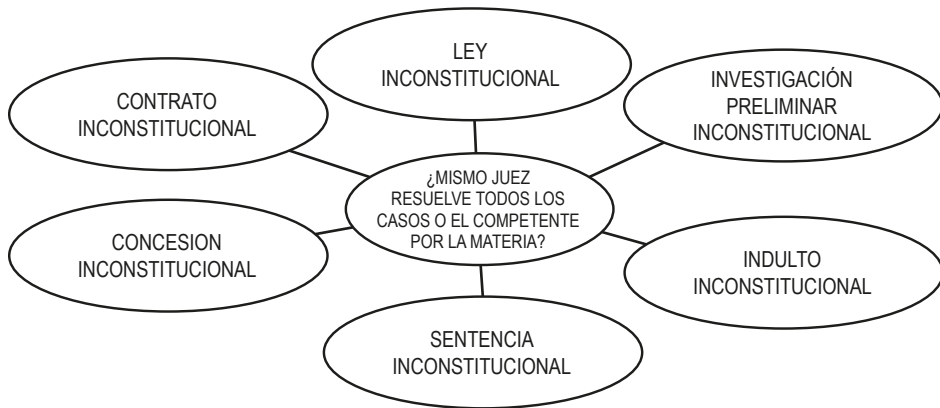 LEY
INCONSTITUCIONAL
CONTRATO
INCONSTITUCIONAL
INVESTIGACIÓN
PRELIMINAR
INCONSTITUCIONAL
¿MISMO JUEZ
RESUELVE TODOS LOS
CASOS O EL COMPETENTE
POR LA MATERIA?
CONCESION
INCONSTITUCIONAL
INDULTO
INCONSTITUCIONAL
SENTENCIA
INCONSTITUCIONAL